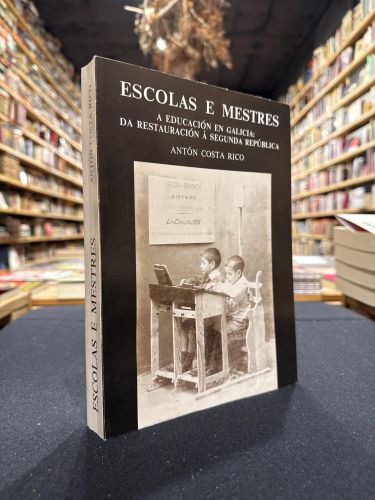 ESCOLAS E MESTRES
A EDUCACIÓN EN GALICIA:
DA RESTAURACIÓN Á SEGUNDA REPÚBLICA
ANTÓN COSTA RICO
ESCOLAS E MESTRES
ANTÓN COSTA RICO